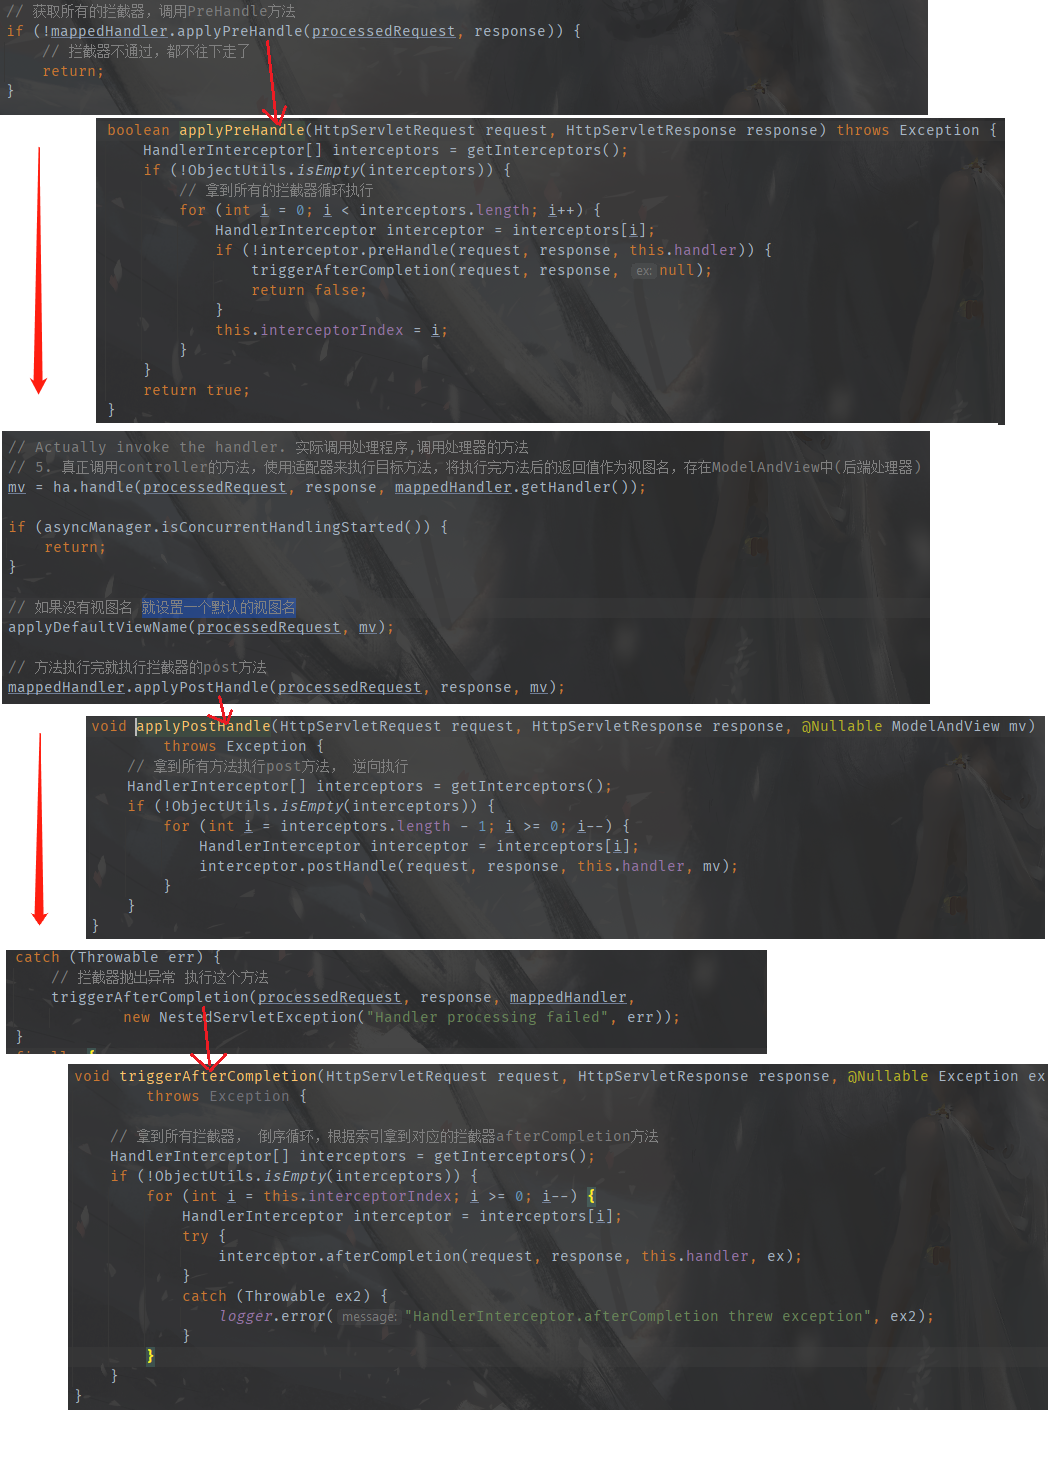 // 获取所有的拦截器，调用PreHandle方法
if (!mappedHandler.applyPreHandle(processedRequest, response)) {
// 拦截器不通过，都不往下走了
return;
}
boolean applyPreHandle(HttpServletRequest request, HttpServletResponse response) throws Exception {
HandlerInterceptor[] interceptors = getInterceptors();
if (!ObjectUtils.isEmpty(interceptors)) {
// 拿到所有的拦截器循环执行
for (int i = 0; i < interceptors.length; i++) {
HandlerInterceptor interceptor = interceptors[i];
if (!interceptor.preHandle(request, response, this.handler)) {
triggerAfterCompletion(request, response, ex: null);
return false;
}
this.interceptorIndex = i;
}
}
return true;
}
// Actually invoke the handler. 实际调用处理程序,调用处理器的方法
// 5. 真正调用controller的方法，使用适配器来执行目标方法，将执行完方法后的返回值作为视图名，存在ModelAndView中(后端处理器)
mv = ha.handle(processedRequest, response, mappedHandler.getHandler());
if (asyncManager.isConcurrentHandlingStarted()) {
return;
}
// 如果没有视图名 就设置一个默认的视图名
applyDefaultViewName(processedRequest, mv);
// 方法执行完就执行拦截器的post方法
mappedHandler.applyPostHandle(processedRequest, response, mv);
void applyPostHandle(HttpServletRequest request, HttpServletResponse response, @Nullable ModelAndView mv)
throws Exception {
// 拿到所有方法执行post方法， 逆向执行
HandlerInterceptor[] interceptors = getInterceptors();
if (!ObjectUtils.isEmpty(interceptors)) {
for (int i = interceptors.length - 1; i >= 0; i--) {
HandlerInterceptor interceptor = interceptors[i];
interceptor.postHandle(request, response, this.handler, mv);
}
}
}
catch (Throwable err) {
// 拦截器抛出异常 执行这个方法
triggerAfterCompletion(processedRequest, response, mappedHandler,
new NestedServletException("Handler processing failed", err));
}
void triggerAfterCompletion(HttpServletRequest request, HttpServletResponse response, @Nullable Exception ex
throws Exception {
// 拿到所有拦截器， 倒序循环，根据索引拿到对应的拦截器afterCompletion方法
HandlerInterceptor[] interceptors = getInterceptors();
if (!ObjectUtils.isEmpty(interceptors)) {
for (int i = this.interceptorIndex; i >= 0; i--) {
HandlerInterceptor interceptor = interceptors[i];
try {
interceptor.afterCompletion(request, response, this.handler, ex);
}
catch (Throwable ex2) {
logger.error( message: "HandlerInterceptor.afterCompletion threw exception", ex2);
}
}
}
}